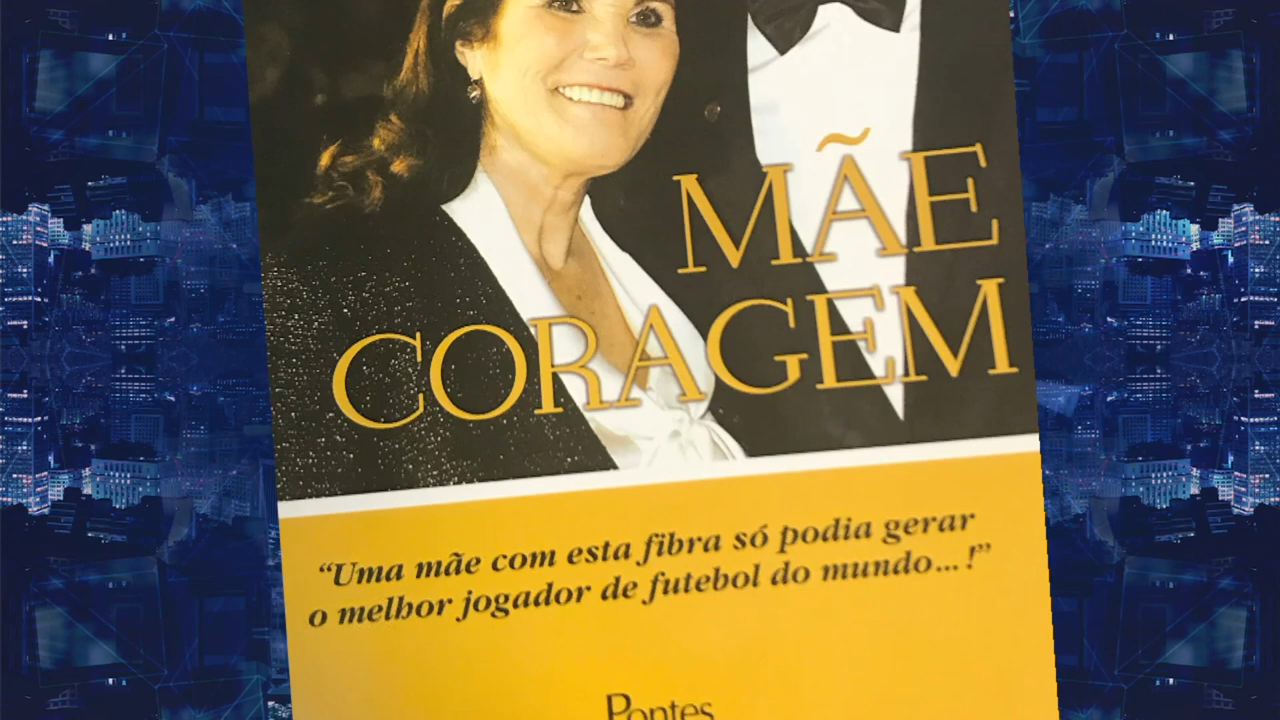 MÃE
CORAGEM
“Uma mãe com esta fibra só podia gerar
o melhor jogador de futebol do mundo...!”
Pontes